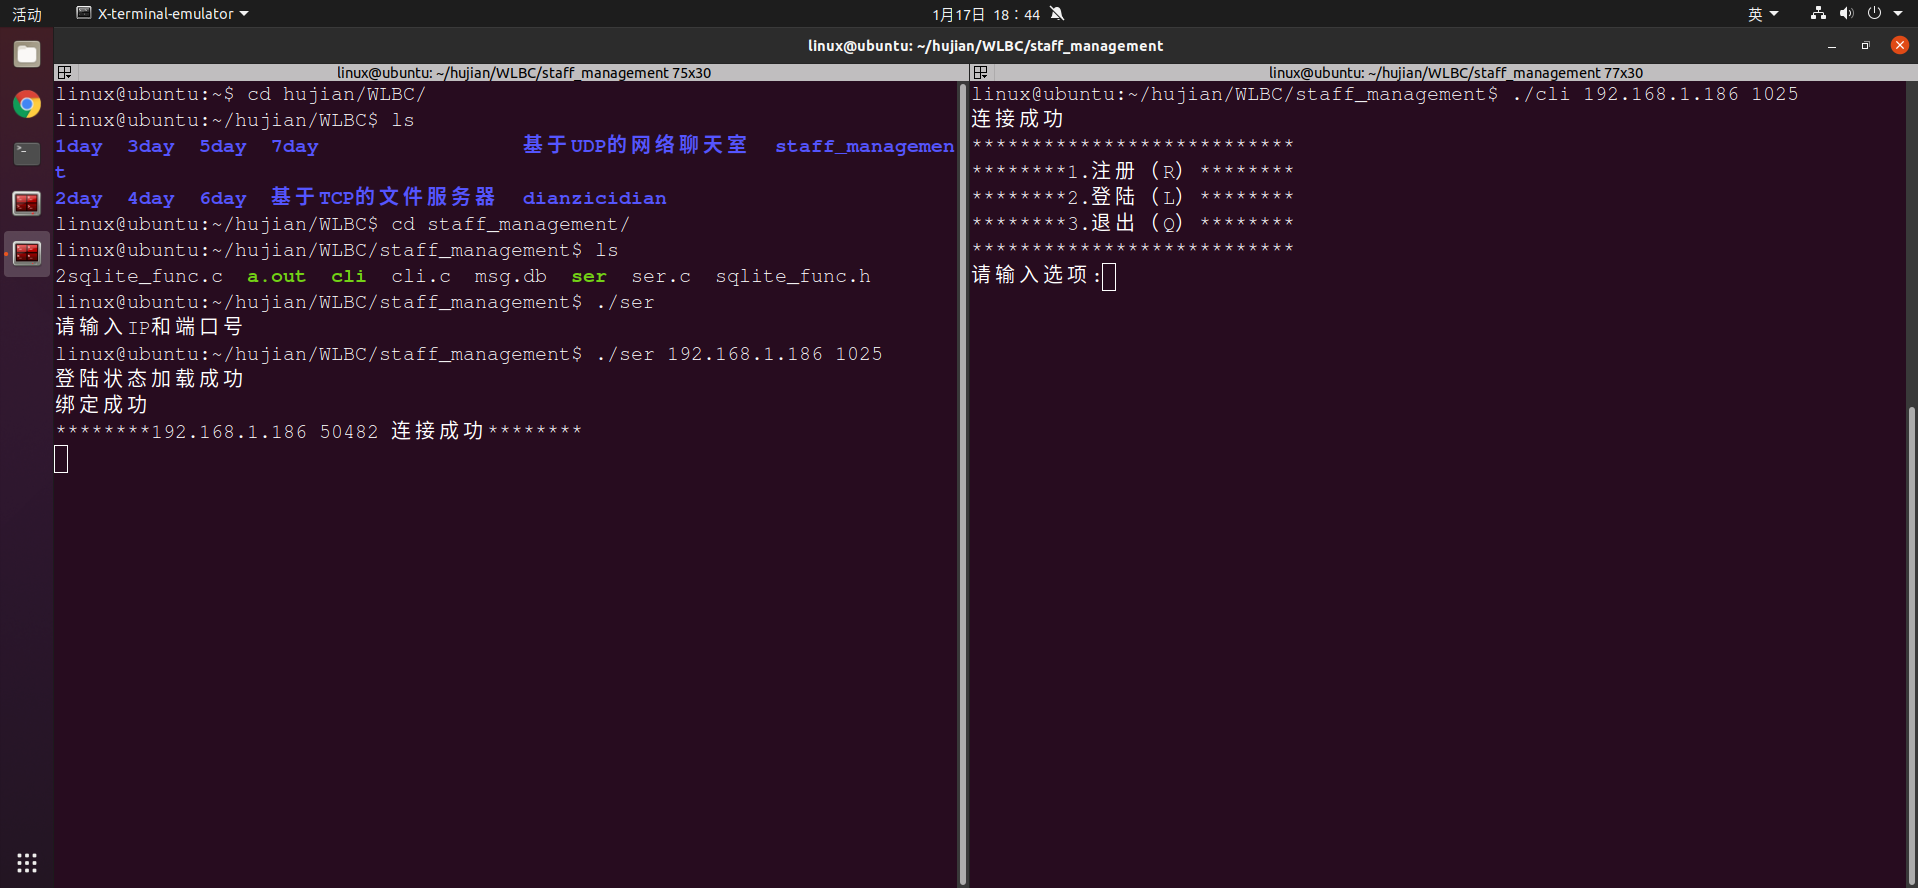 活动 X-terminal-emulator 1月17日 18：44 英
linux@ubuntu: ~/hujian/WLBC/staff_management
linux@ubuntu: ~/hujian/WLBC/staff_management 75x30
linux@ubuntu:~$ cd hujian/WLBC/
linux@ubuntu:~/hujian/WLBC$ ls
1day 3day 5day 7day 基于UDP的网络聊天室 staff_managemen
t
2day 4day 6day 基于TCP的文件服务器 dianzicidian
linux@ubuntu:~/hujian/WLBC$ cd staff_management/
linux@ubuntu:~/hujian/WLBC/staff_management$ ls
2sqlite_func.c a.out cli cli.c msg.db ser ser.c sqlite_func.h
linux@ubuntu:~/hujian/WLBC/staff_management$ ./ser
请输入IP和端口号
linux@ubuntu:~/hujian/WLBC/staff_management$ ./ser 192.168.1.186 1025
登陆状态加载成功
绑定成功
********192.168.1.186 50482 连接成功********
linux@ubuntu: ~/hujian/WLBC/staff_management 77x30
linux@ubuntu:~/hujian/WLBC/staff_management$ ./cli 192.168.1.186 1025
连接成功
***************************
********1.注册（R）********
********2.登陆（L）********
********3.退出（Q）********
***************************
请输入选项: